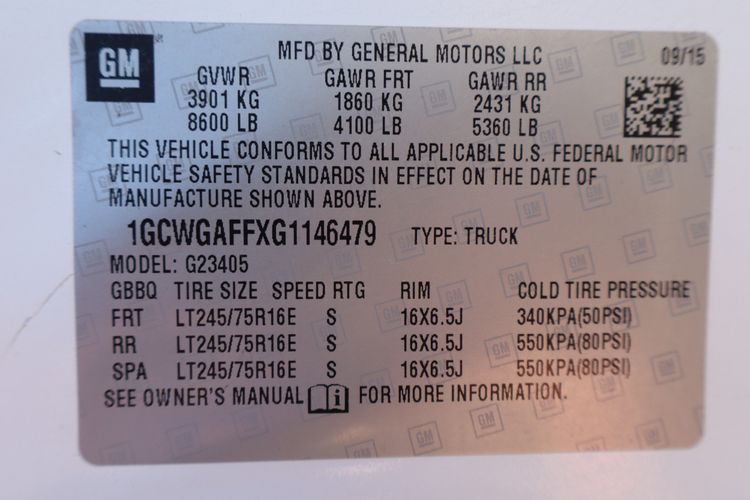 GM
MFD BY GENERAL MOTORS LLC 09/15
GVWR GAWR FRT GAWR RR
3901 KG 1860 KG 2431 KG
8600 LB 4100 LB 5360 LB
THIS VEHICLE CONFORMS TO ALL APPLICABLE U.S. FEDERAL MOTOR
VEHICLE SAFETY STANDARDS IN EFFECT ON THE DATE OF
MANUFACTURE SHOWN ABOVE.
1GCWGAFFXG1146479 TYPE: TRUCK
MODEL: G23405
GBBQ TIRE SIZE SPEED RTG RIM COLD TIRE PRESSURE
FRT LT245/75R16E S 16X6.5J 340KPA(50PSI)
RR LT245/75R16E S 16X6.5J 550KPA(80PSI)
SPA LT245/75R16E S 16X6.5J 550KPA(80PSI)
SEE OWNER'S MANUAL i FOR MORE INFORMATION.